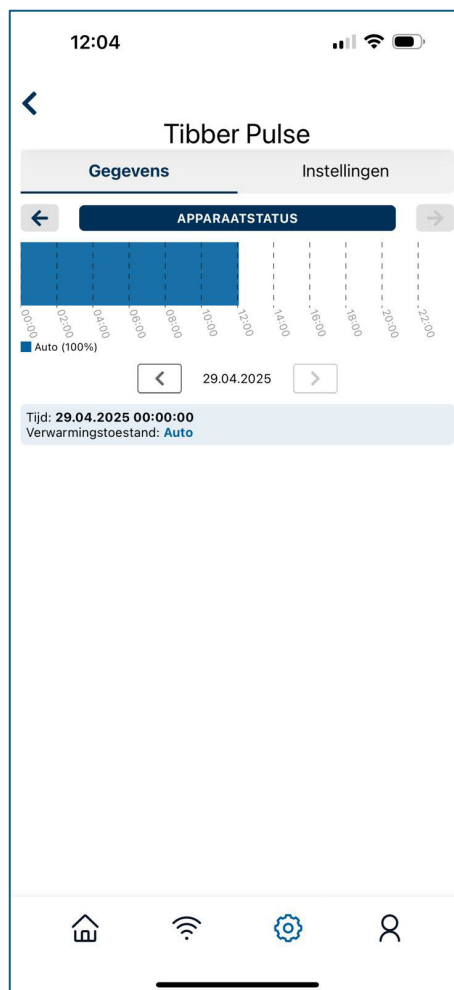 12:04
Tibber Pulse
Gegevens Instellingen
APPARAATSTATUS
00:00 02:00 04:00 06:00 08:00 10:00 12:00 14:00 16:00 18:00 20:00 22:00
Auto (100%)
29.04.2025
Tijd: 29.04.2025 00:00:00
Verwarmingstoestand: Auto